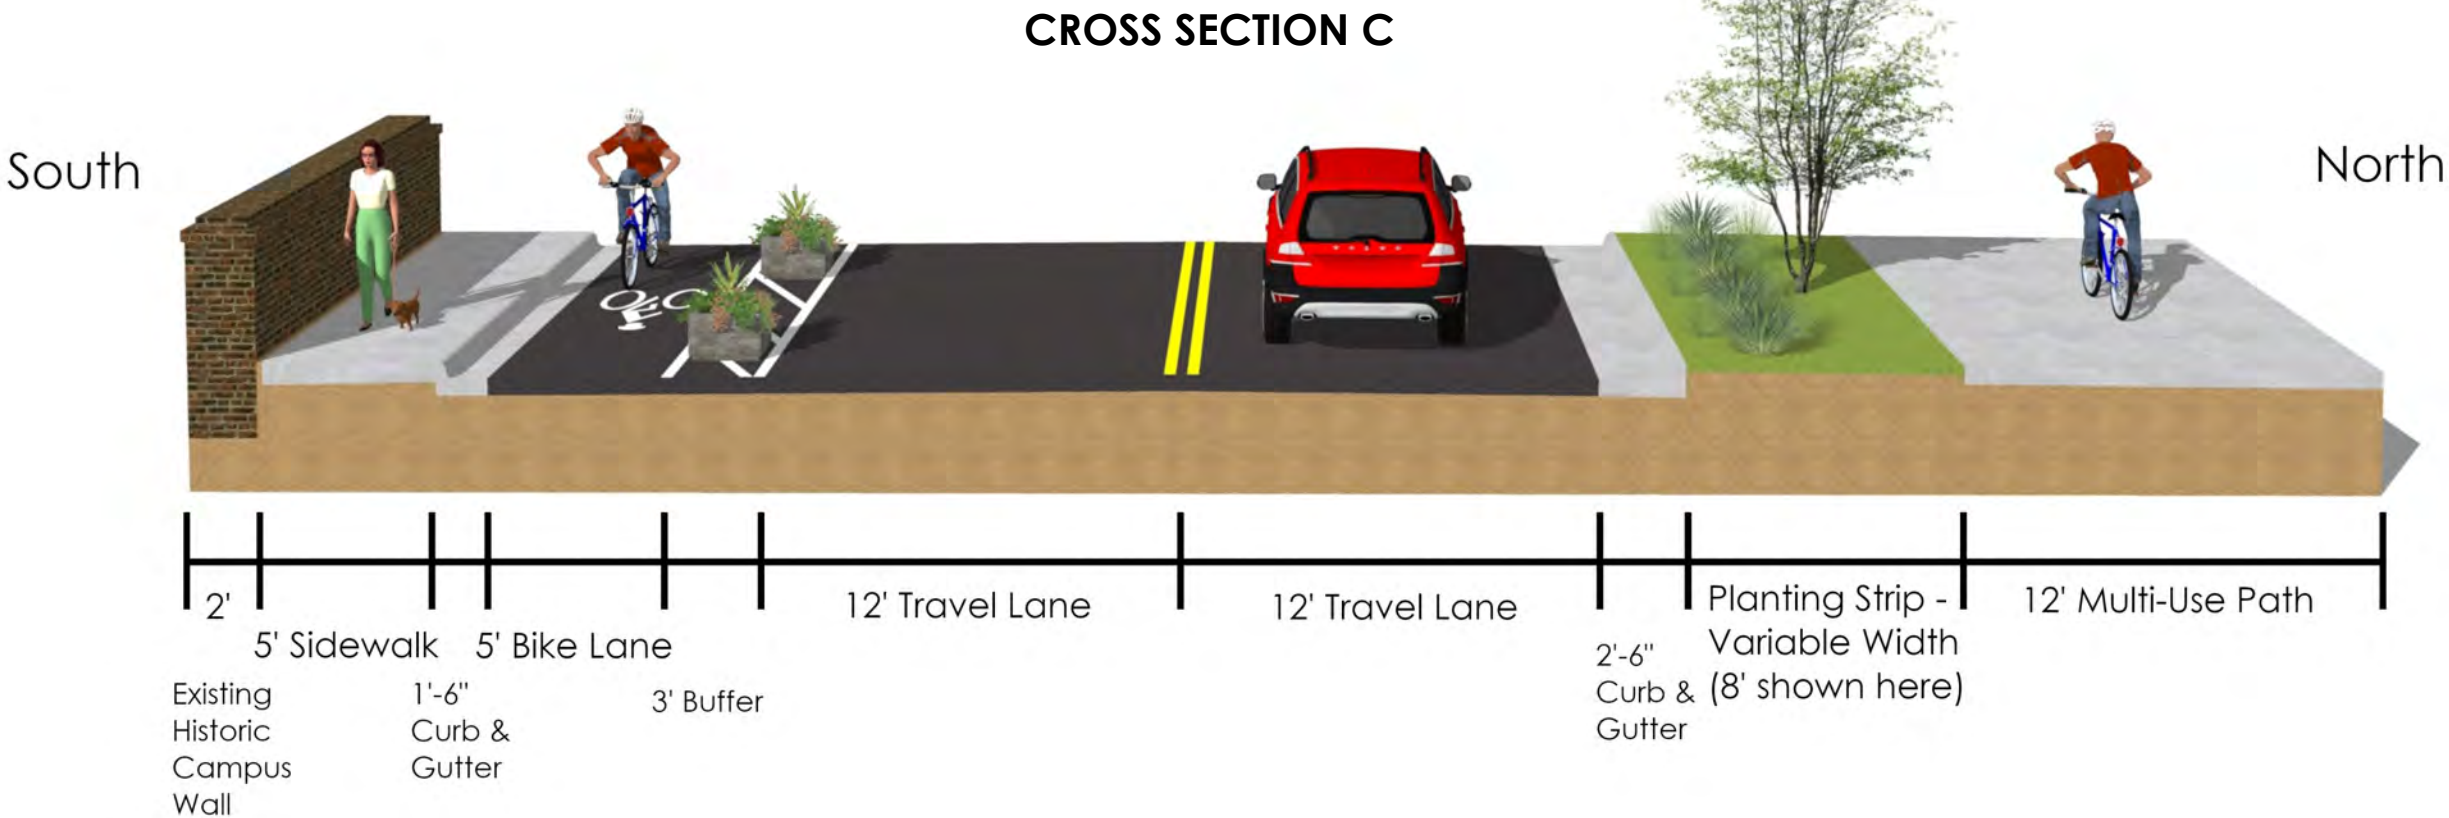 CROSS SECTION C
South
North
2'
5' Sidewalk
5' Bike Lane
12' Travel Lane
12' Travel Lane
Planting Strip -
Variable Width
(8' shown here)
12' Multi-Use Path
Existing
Historic
Campus
Wall
1'-6"
Curb &
Gutter
3' Buffer
2'-6"
Curb &
Gutter